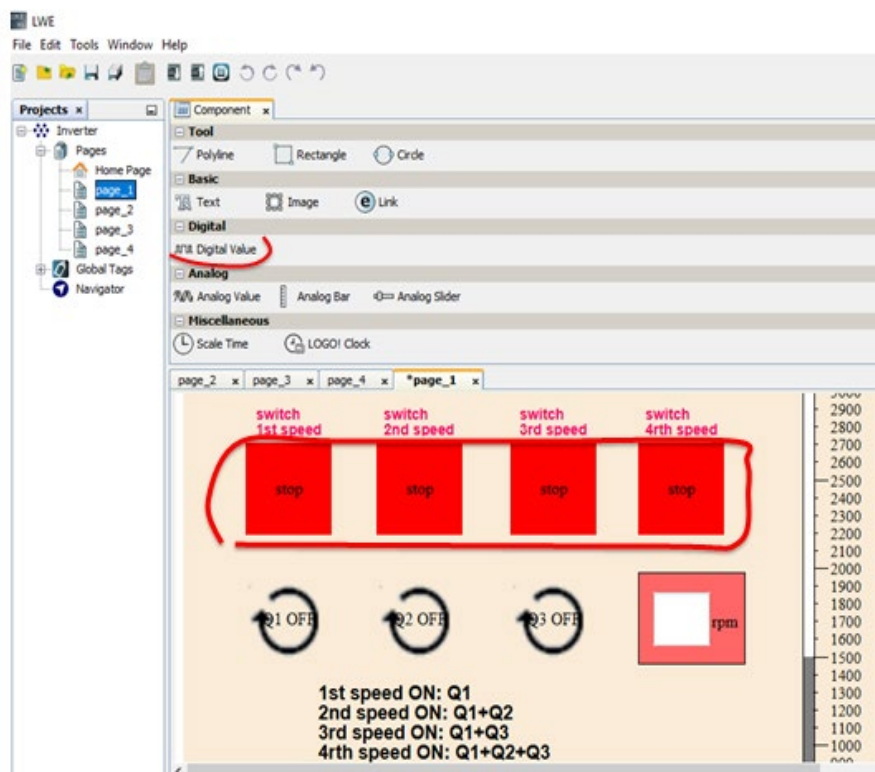 LWE
File Edit Tools Window Help
Projects
Component
Tool
Inverter
Polyline Rectangle Circle
Pages
Home Page
Basic
page_1
Text Image e Link
page_2
Digital
page_3
Digital Value
page_4
Global Tags
Analog
Navigator
Analog Value Analog Bar Analog Slider
Miscellaneous
Scale Time LOGO! Clock
page_2 x page_3 x page_4 x *page_1 x
switch
1st speed
switch
2nd speed
switch
3rd speed
switch
4rth speed
stop stop stop stop
Q1 OFF Q2 OFF Q3 OFF rpm
1st speed ON: Q1
2nd speed ON: Q1+Q2
3rd speed ON: Q1+Q3
4rth speed ON: Q1+Q2+Q3
2900
2800
2700
2600
2500
2400
2300
2200
2100
2000
1900
1800
1700
1600
1500
1400
1300
1200
1100
1000